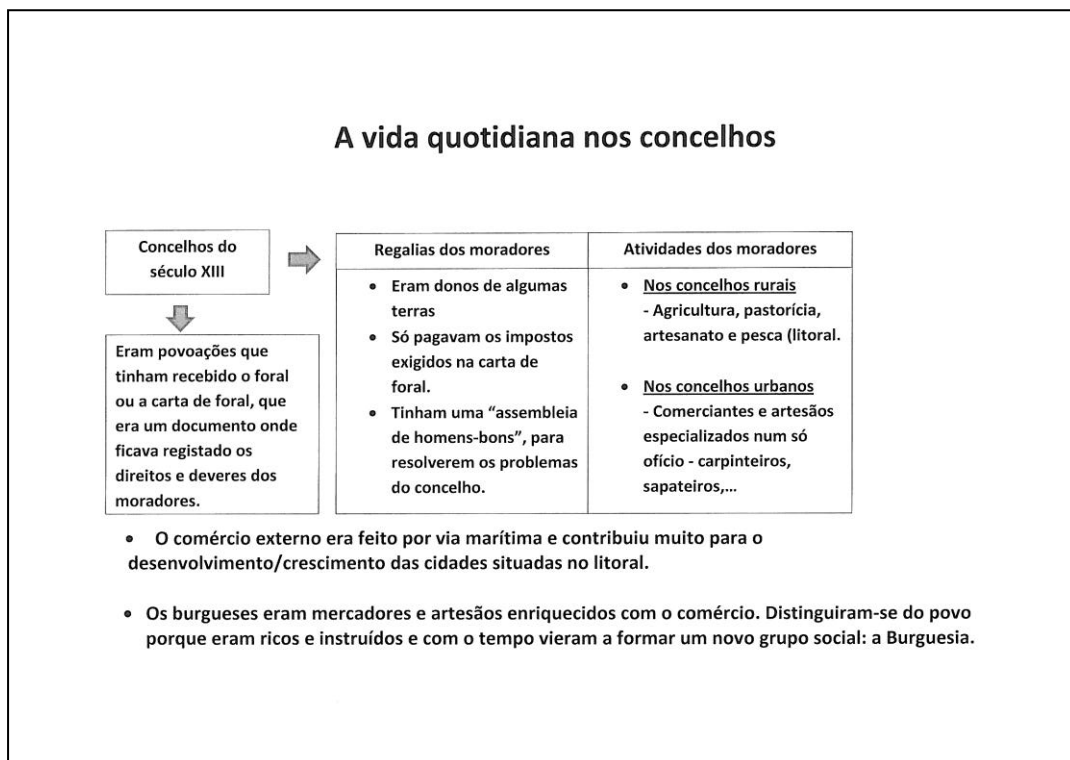 A vida quotidiana nos concelhos
Concelhos do
século XIII
Eram povoações que
tinham recebido o foral
ou a carta de foral, que
era um documento onde
ficava registado os
direitos e deveres dos
moradores.
Regalias dos moradores
• Eram donos de algumas
terras
• Só pagavam os impostos
exigidos na carta de
foral.
• Tinham uma “assembleia
de homens-bons”, para
resolverem os problemas
do concelho.
Atividades dos moradores
• Nos concelhos rurais
- Agricultura, pastorícia,
artesanato e pesca (litoral.
• Nos concelhos urbanos
- Comerciantes e artesãos
especializados num só
ofício - carpinteiros,
sapateiros,...
• O comércio externo era feito por via marítima e contribuiu muito para o
desenvolvimento/crescimento das cidades situadas no litoral.
• Os burgueses eram mercadores e artesãos enriquecidos com o comércio. Distinguiram-se do povo
porque eram ricos e instruídos e com o tempo vieram a formar um novo grupo social: a Burguesia.